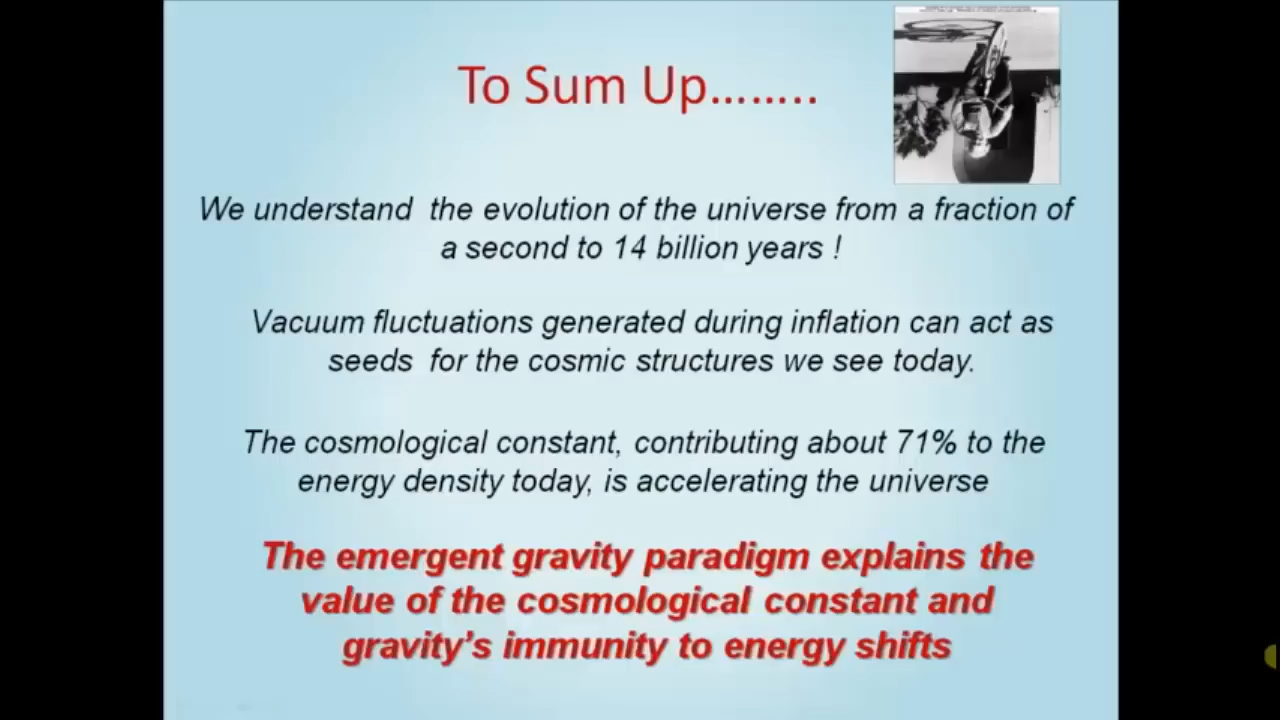 To Sum Up……..
We understand the evolution of the universe from a fraction of
a second to 14 billion years !
Vacuum fluctuations generated during inflation can act as
seeds for the cosmic structures we see today.
The cosmological constant, contributing about 71% to the
energy density today, is accelerating the universe
The emergent gravity paradigm explains the
value of the cosmological constant and
gravity's immunity to energy shifts